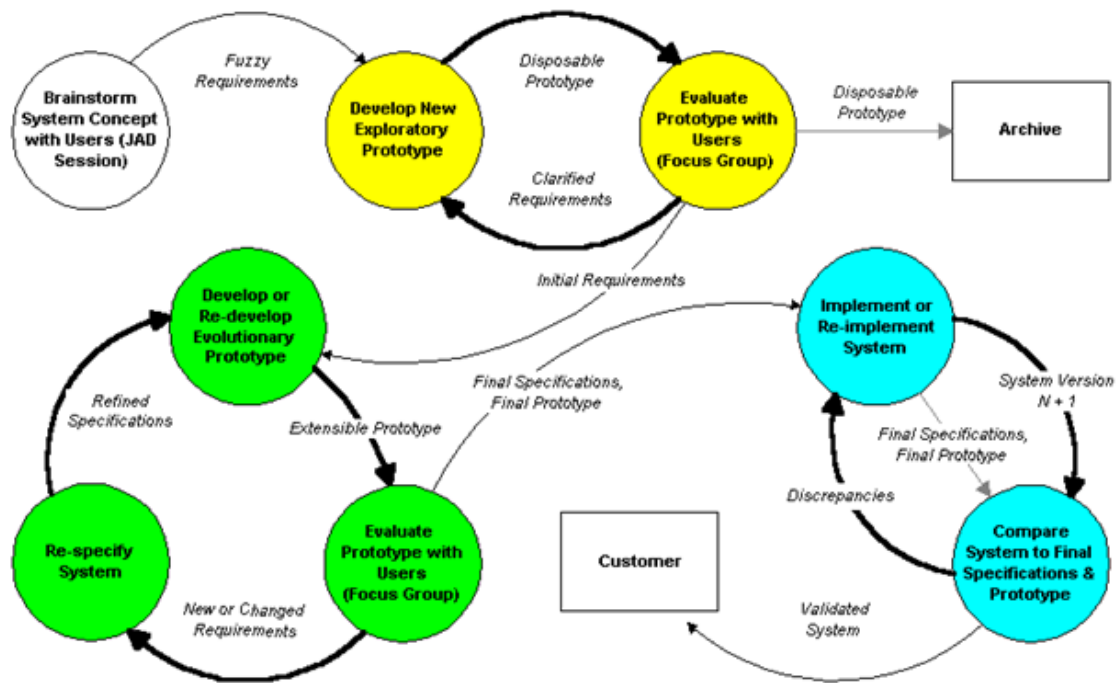 Fuzzy
Requirements
Disposable
Prototype
Brainstorm
System Concept
with Users (JAD
Session)
Develop New
Exploratory
Prototype
Evaluate
Prototype with
Users
(Focus Group)
Disposable
Prototype
Archive
Clarified
Requirements
Initial Requirements
Develop or
Re-develop
Evolutionary
Prototype
Implement or
Re-implement
System
Refined
Specifications
Extensible Prototype
Final Specifications,
Final Prototype
System Version
N + 1
Final Specifications,
Final Prototype
Discrepancies
Re-specify
System
Evaluate
Prototype with
Users
(Focus Group)
Customer
Compare
System to Final
Specifications &
Prototype
New or Changed
Requirements
Validated
System